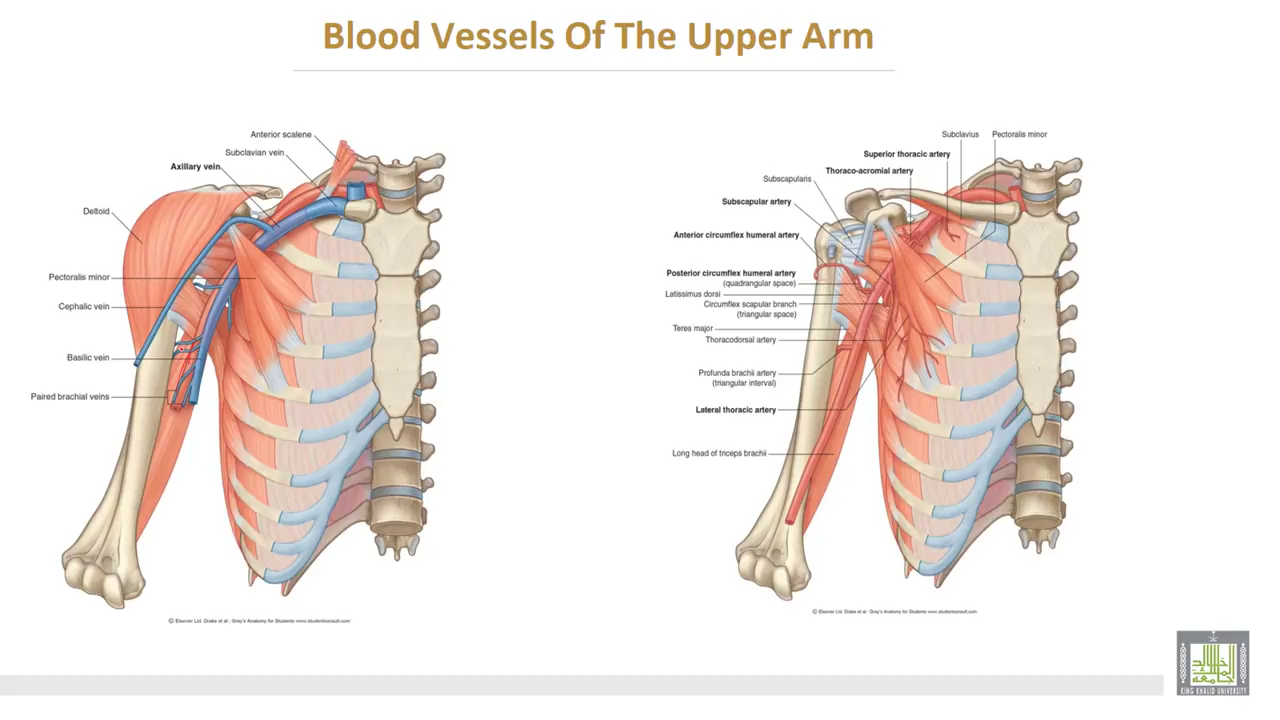 Blood Vessels Of The Upper Arm
Anterior scalene
Subclavian vein
Axillary vein
Deltoid
Pectoralis minor
Cephalic vein
Basilic vein
Paired brachial veins
© Elsevier Ltd. Drake et al : Gray's Anatomy for Students www.studentconsult.com
Subclavius
Pectoralis minor
Superior thoracic artery
Thoraco-acromial artery
Subscapularis
Subscapular artery
Anterior circumflex humeral artery
Posterior circumflex humeral artery
(quadrangular space)
Latissimus dorsi
Circumflex scapular branch
(triangular space)
Teres major
Thoracodorsal artery
Profunda brachii artery
(triangular interval)
Lateral thoracic artery
Long head of triceps brachii
© Elsevier Ltd. Drake et al : Gray's Anatomy for Students www.studentconsult.com
جامعة الملك خالد
KING KHALID UNIVERSITY